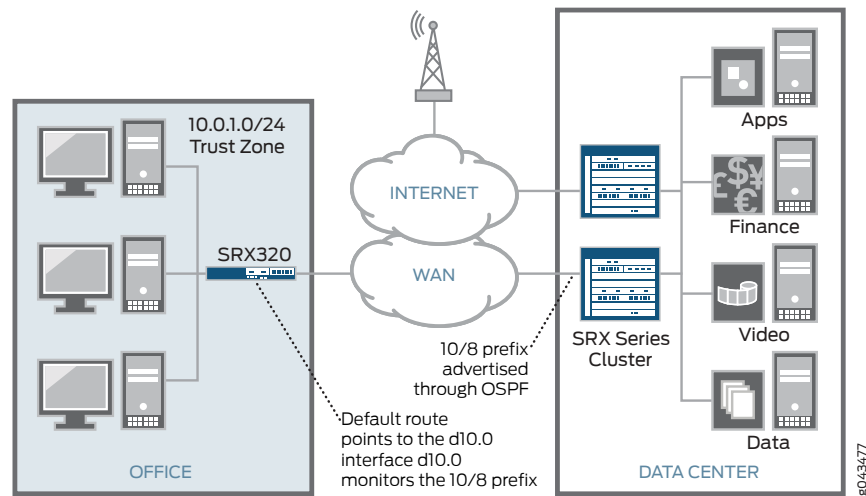 10.0.1.0/24
Trust Zone
SRX320
OFFICE
INTERNET
WAN
10/8 prefix
advertised
through OSPF
Default route
points to the d10.0
interface d10.0
monitors the 10/8 prefix
SRX Series
Cluster
Apps
£$¥€
Finance
Video
Data
DATA CENTER
g043477